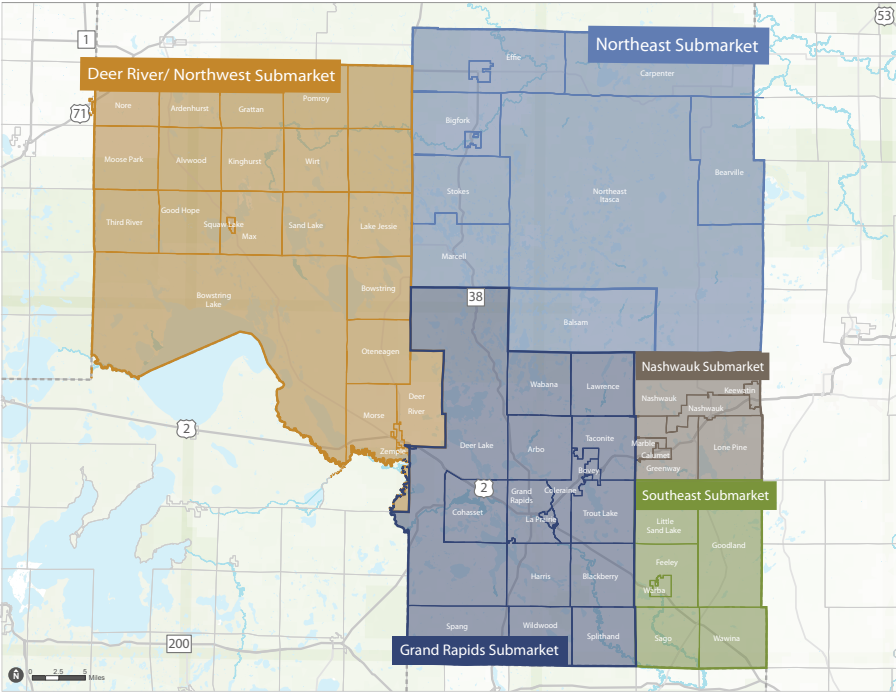 53
1
Northeast Submarket
Effie
Carpenter
Deer River/ Northwest Submarket
71
Nore
Ardenhurst
Grattan
Pomroy
Bigfork
Moose Park
Alvwood
Kinghurst
Wirt
Bearville
Stokes
Northeast
Itasca
Third River
Good Hope
Squaw Lake
Max
Sand Lake
Lake Jessie
Marcell
Bowstring
Lake
Bowstring
38
Balsam
Oteneagen
Nashwauk Submarket
Wabana
Lawrence
Keewatin
Nashwauk
Nashwauk
Deer
River
Morse
2
Zemple
Deer Lake
Arbo
Taconite
Marble
Calumet
Greenway
Lone Pine
Bovey
2
Grand
Rapids
Coleraine
Southeast Submarket
Cohasset
La Prairie
Trout Lake
Little
Sand Lake
Goodland
Feeley
Warba
Harris
Blackberry
Spang
Wildwood
Splithand
Sago
Wawina
200
Grand Rapids Submarket
N
0 2.5 5
Miles